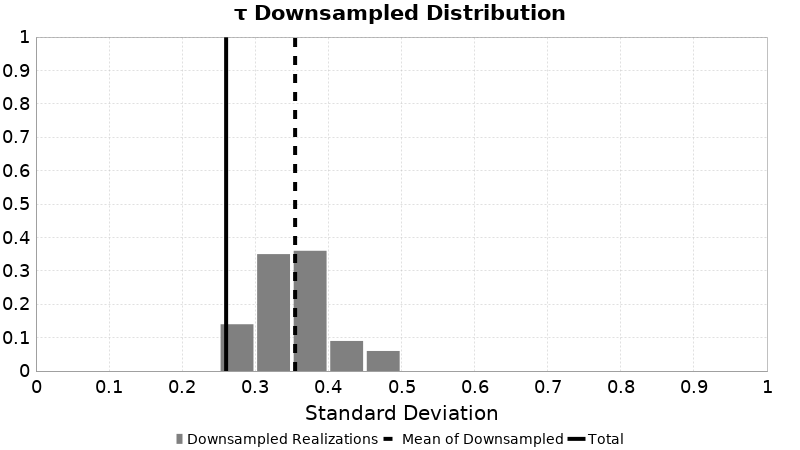 τ Downsampled Distribution
1
0.9
0.8
0.7
0.6
0.5
0.4
0.3
0.2
0.1
0
0 0.1 0.2 0.3 0.4 0.5 0.6 0.7 0.8 0.9 1
Standard Deviation
Downsampled Realizations Mean of Downsampled Total